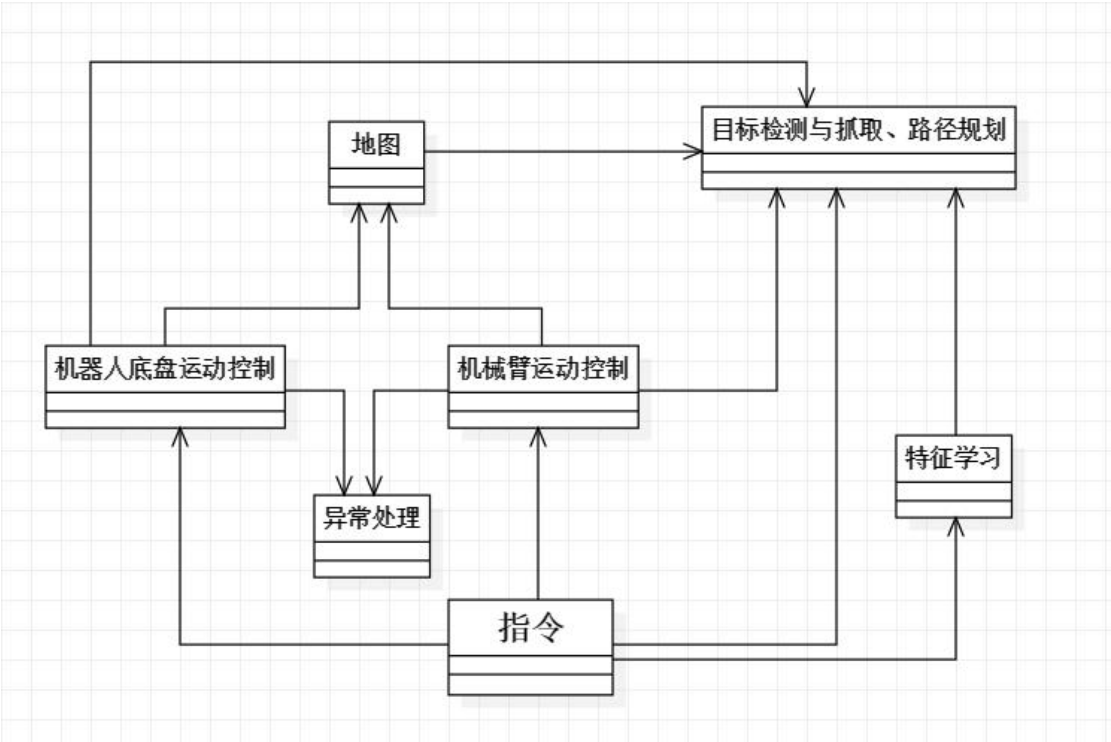 目标检测与抓取、路径规划
地图
机器人底盘运动控制
机械臂运动控制
特征学习
异常处理
指令